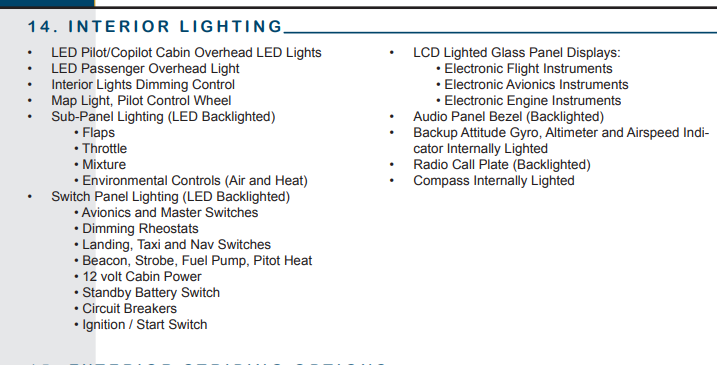 14. INTERIOR LIGHTING
• LED Pilot/Copilot Cabin Overhead LED Lights
• LED Passenger Overhead Light
• Interior Lights Dimming Control
• Map Light, Pilot Control Wheel
• Sub-Panel Lighting (LED Backlighted)
• Flaps
• Throttle
• Mixture
• Environmental Controls (Air and Heat)
• Switch Panel Lighting (LED Backlighted)
• Avionics and Master Switches
• Dimming Rheostats
• Landing, Taxi and Nav Switches
• Beacon, Strobe, Fuel Pump, Pitot Heat
• 12 volt Cabin Power
• Standby Battery Switch
• Circuit Breakers
• Ignition / Start Switch
• LCD Lighted Glass Panel Displays:
• Electronic Flight Instruments
• Electronic Avionics Instruments
• Electronic Engine Instruments
• Audio Panel Bezel (Backlighted)
• Backup Attitude Gyro, Altimeter and Airspeed Indi-
cator Internally Lighted
• Radio Call Plate (Backlighted)
• Compass Internally Lighted